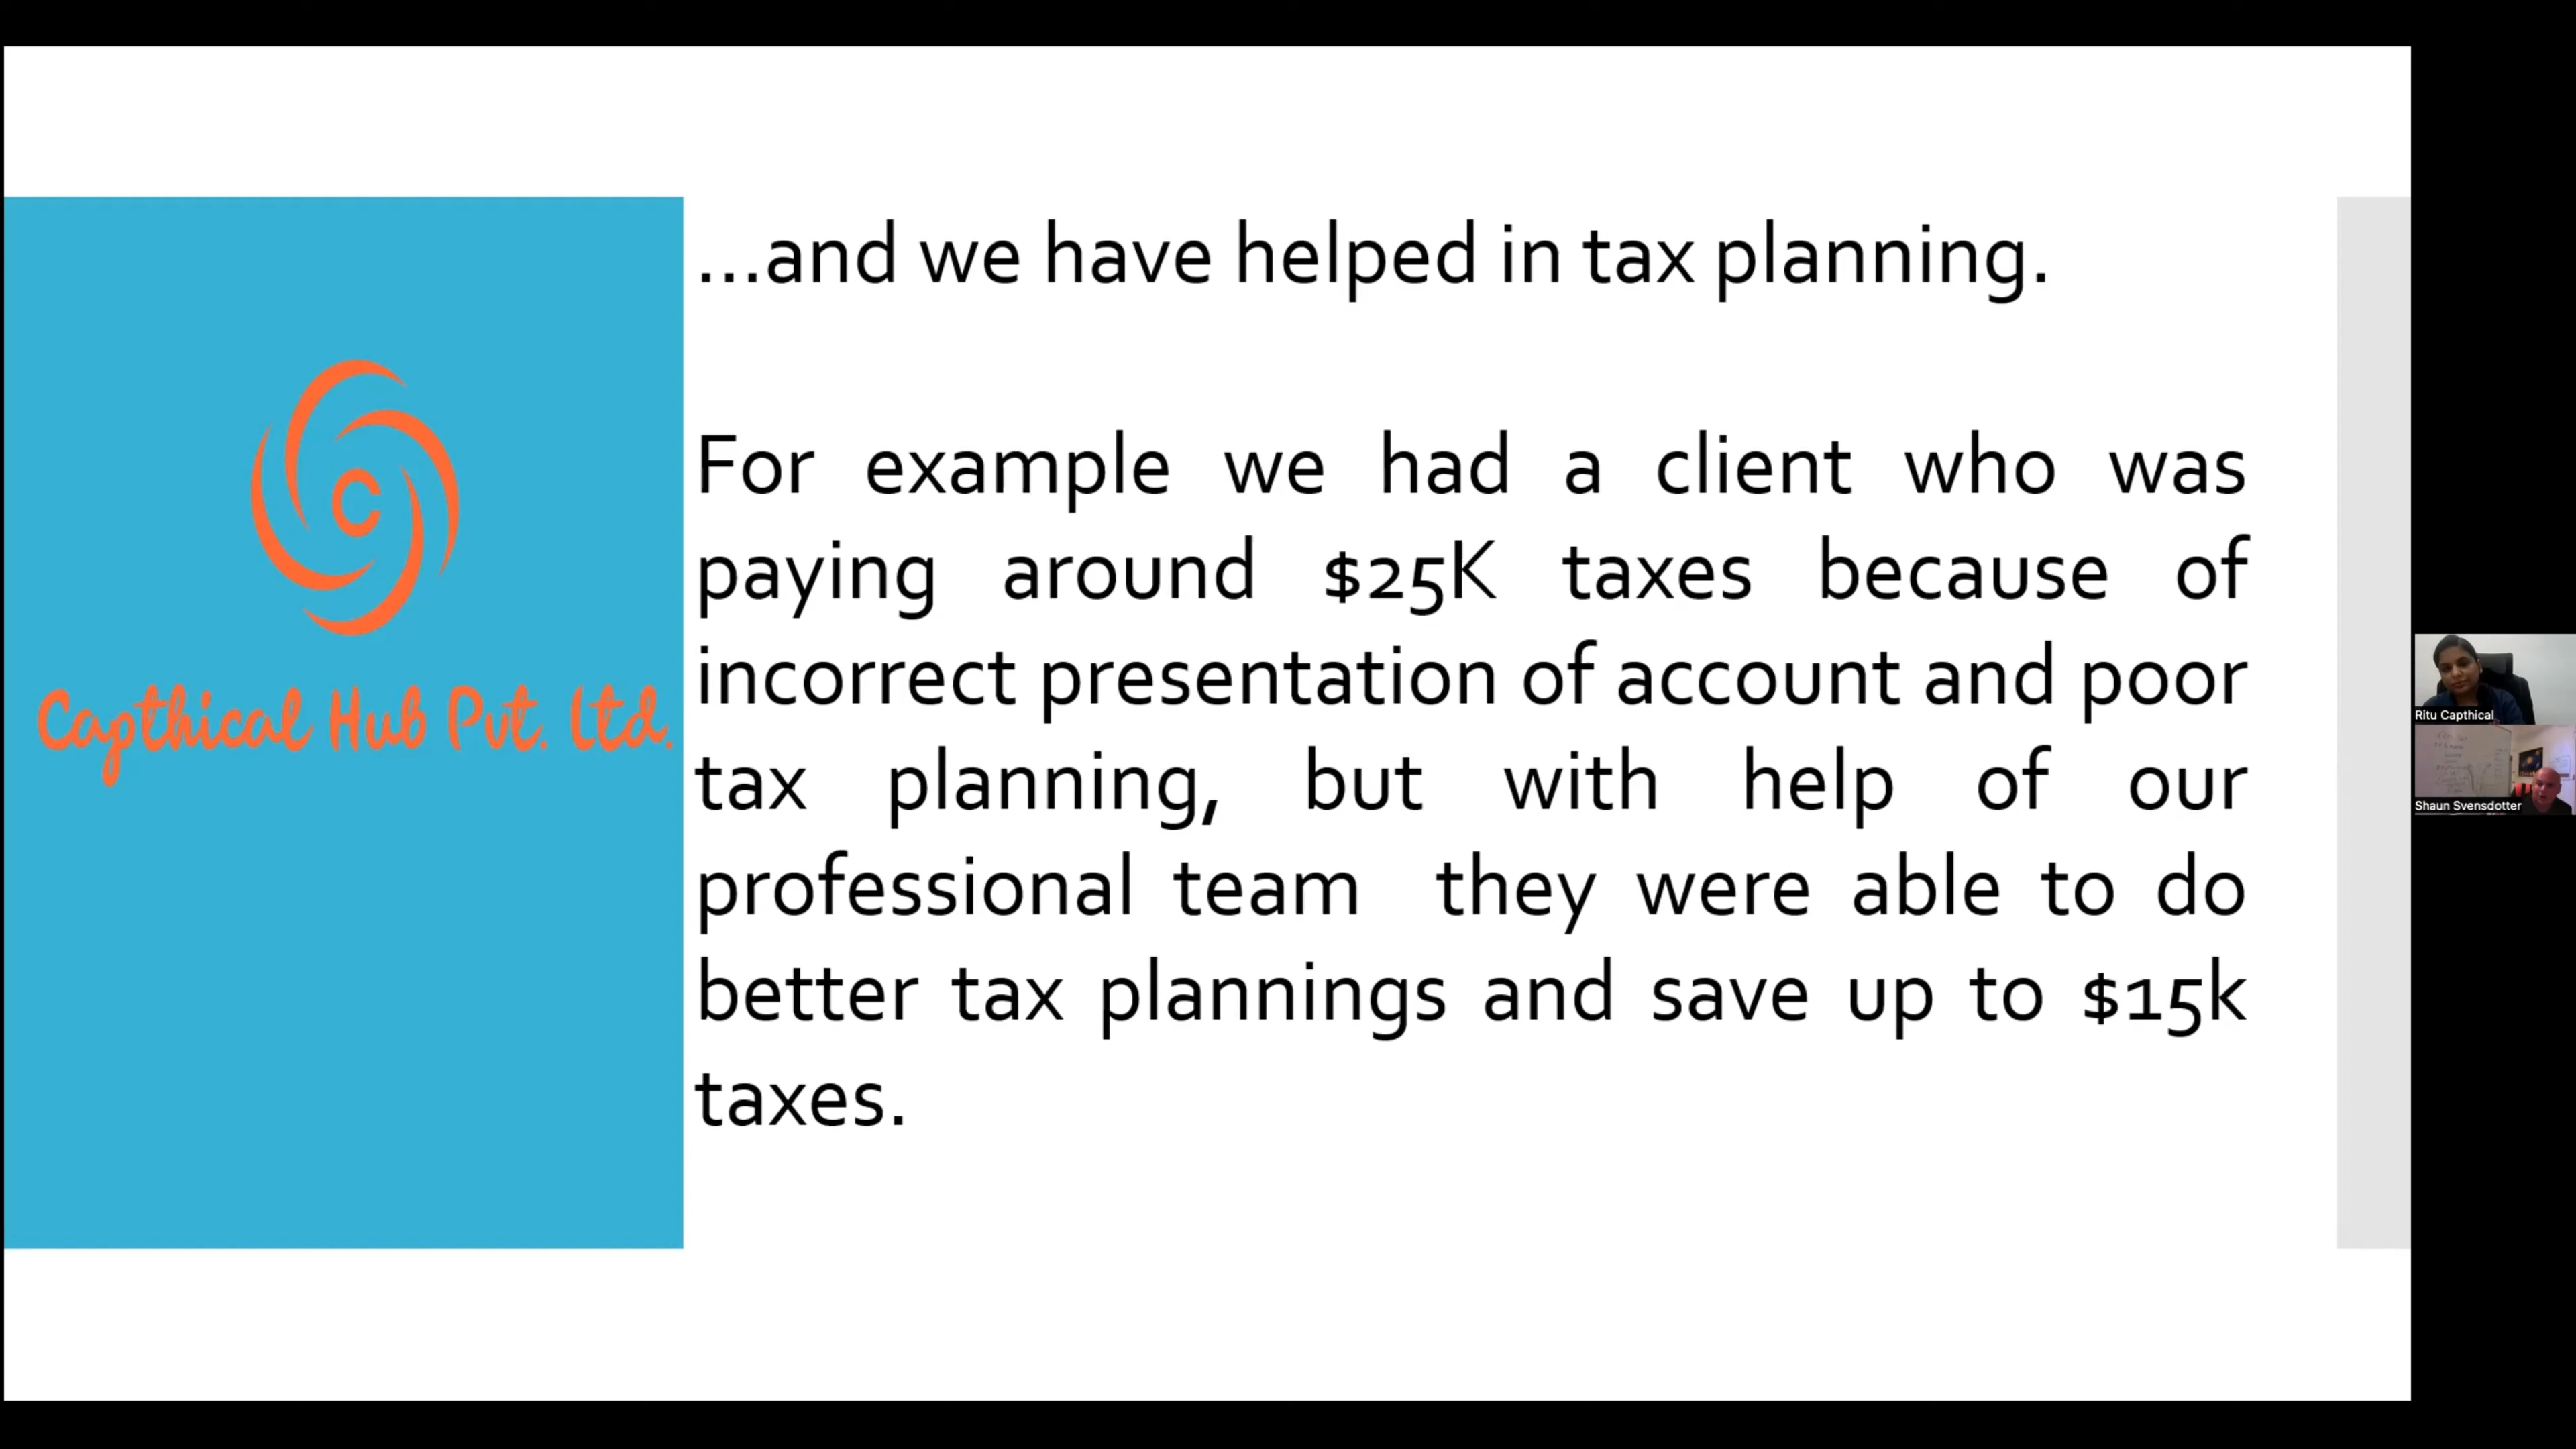 ...and we have helped in tax planning.
For example we had a client who was
paying around $25K taxes because of
incorrect presentation of account and poor
tax planning, but with help of our
professional team they were able to do
better tax plannings and save up to $15k
taxes.
C
Capthical Hub Pvt. Ltd.
Ritu Capthical
Shaun Svensdotter